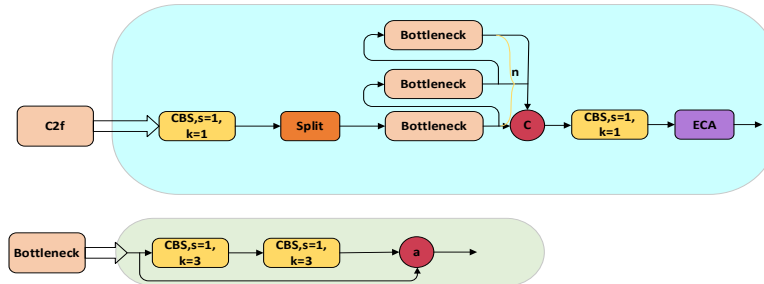 Bottleneck
n
Bottleneck
C2f
CBS,s=1,
k=1
Split
Bottleneck
C
CBS,s=1,
k=1
ECA
Bottleneck
CBS,s=1,
k=3
CBS,s=1,
k=3
a